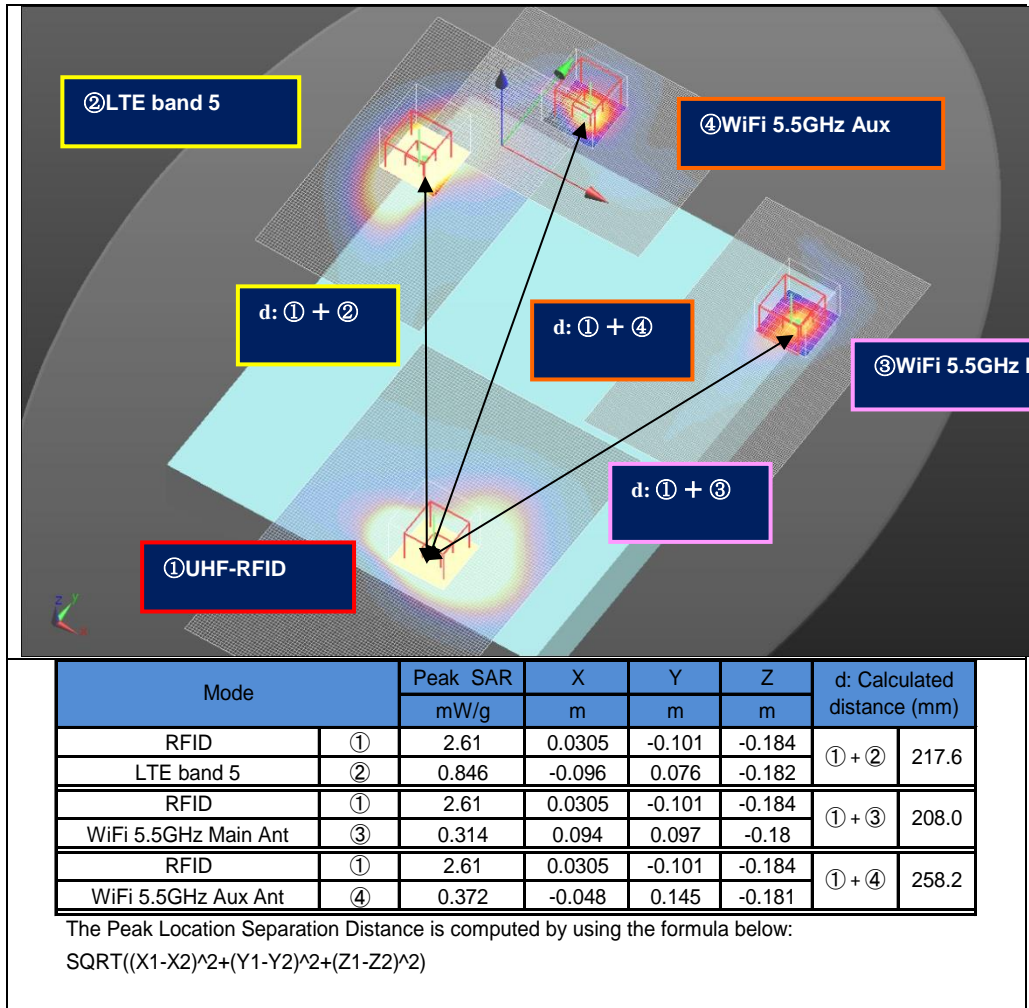 ②LTE band 5
④WiFi 5.5GHz Aux
d: ① + ②
d: ① + ④
③WiFi 5.5GHz
d: ① + ③
①UHF-RFID
z y x
Mode Peak SAR X Y Z d: Calculated distance (mm)
mW/g m m m
RFID ① 2.61 0.0305 -0.101 -0.184 ① + ② 217.6
LTE band 5 ② 0.846 -0.096 0.076 -0.182
RFID ① 2.61 0.0305 -0.101 -0.184 ① + ③ 208.0
WiFi 5.5GHz Main Ant ③ 0.314 0.094 0.097 -0.18
RFID ① 2.61 0.0305 -0.101 -0.184 ① + ④ 258.2
WiFi 5.5GHz Aux Ant ④ 0.372 -0.048 0.145 -0.181
The Peak Location Separation Distance is computed by using the formula below:
SQRT((X1-X2)^2+(Y1-Y2)^2+(Z1-Z2)^2)